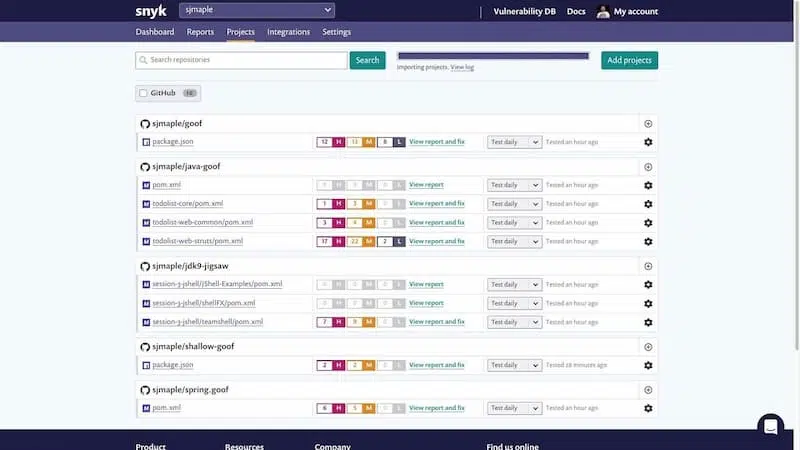 snyk
sjmaple
Vulnerability DB
Docs
My account
Dashboard
Reports
Projects
Integrations
Settings
Search repositories
Search
Importing projects. View log
Add projects
GitHub
sjmaple/goof
package.json 12 H 13 M 6 L View report and fix Test daily Tested an hour ago
sjmaple/java-goof
pom.xml 0 H 0 M 0 L View report Test daily Tested an hour ago
todolist-core/pom.xml 1 H 3 M 0 L View report and fix Test daily Tested an hour ago
todolist-web-common/pom.xml 3 H 4 M 0 L View report and fix Test daily Tested an hour ago
todolist-web-struts/pom.xml 17 H 22 M 2 L View report and fix Test daily Tested an hour ago
sjmaple/jdk9-jigsaw
session-3-jshell/jShell-Examples/pom.xml 0 H 0 M 0 L View report Test daily Tested an hour ago
session-3-jshell/shellFX/pom.xml 0 H 0 M 0 L View report Test daily Tested an hour ago
session-3-jshell/teamshell/pom.xml 7 H M 0 L View report and fix Test daily Tested an hour ago
sjmaple/shallow-goof
package.json 2 H 2 M 0 L View report and fix Test daily Tested 28 minutes ago
sjmaple/spring.goof
pom.xml 6 H 5 M 0 L View report and fix Test daily Tested an hour ago
Product
Resources
Company
Find us online